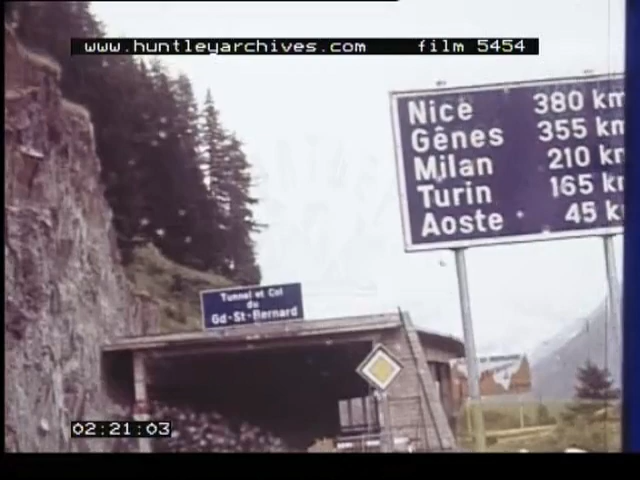 www.huntleyarchives.com film 5454
Nice 380 km
Gênes 355 km
Milan 210 km
Turin 165 km
Aoste 45 k
Tunnel et Col
du
Gd-St-Bernard
02:21:03